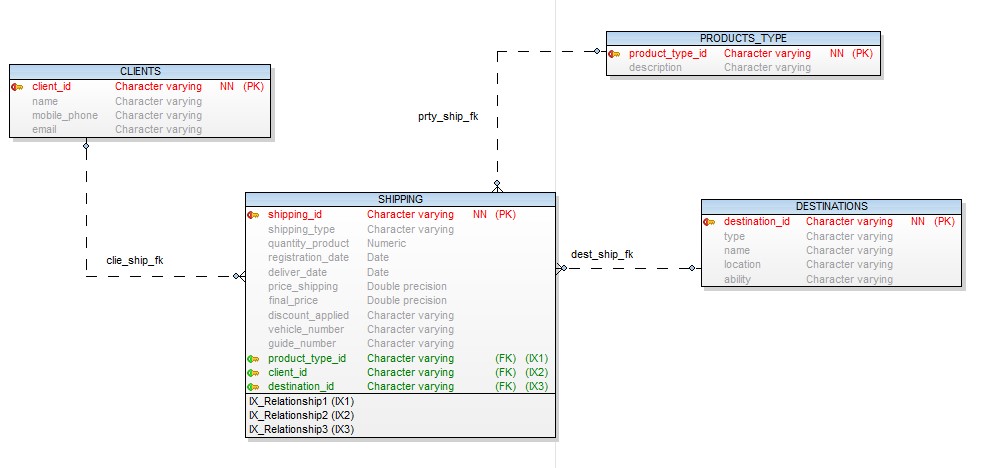 PRODUCTS_TYPE
product_type_id Character varying NN (PK)
description Character varying
CLIENTS
client_id Character varying NN (PK)
name Character varying
mobile_phone Character varying
email Character varying
prty_ship_fk
clie_ship_fk
SHIPPING
shipping_id Character varying NN (PK)
shipping_type Character varying
quantity_product Numeric
registration_date Date
deliver_date Date
price_shipping Double precision
final_price Double precision
discount_applied Character varying
vehicle_number Character varying
guide_number Character varying
product_type_id Character varying (FK) (IX1)
client_id Character varying (FK) (IX2)
destination_id Character varying (FK) (IX3)
IX_Relationship1 (IX1)
IX_Relationship2 (IX2)
IX_Relationship3 (IX3)
dest_ship_fk
DESTINATIONS
destination_id Character varying NN (PK)
type Character varying
name Character varying
location Character varying
ability Character varying